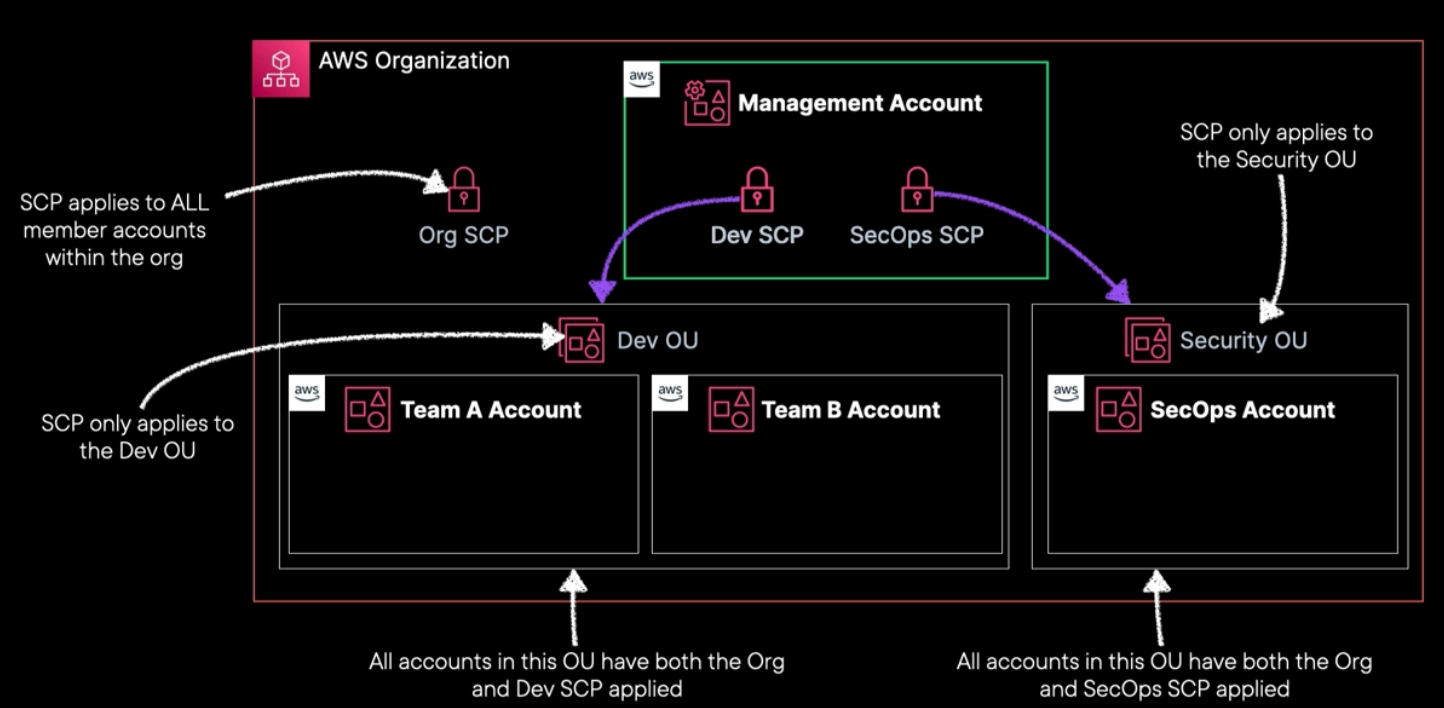 AWS Organization
aws
Management Account
SCP only applies to
the Security OU
SCP applies to ALL
member accounts
within the org
Org SCP
Dev SCP
SecOps SCP
Dev OU
Security OU
SCP only applies to
the Dev OU
aws
Team A Account
aws
Team B Account
aws
SecOps Account
All accounts in this OU have both the Org
and Dev SCP applied
All accounts in this OU have both the Org
and SecOps SCP applied